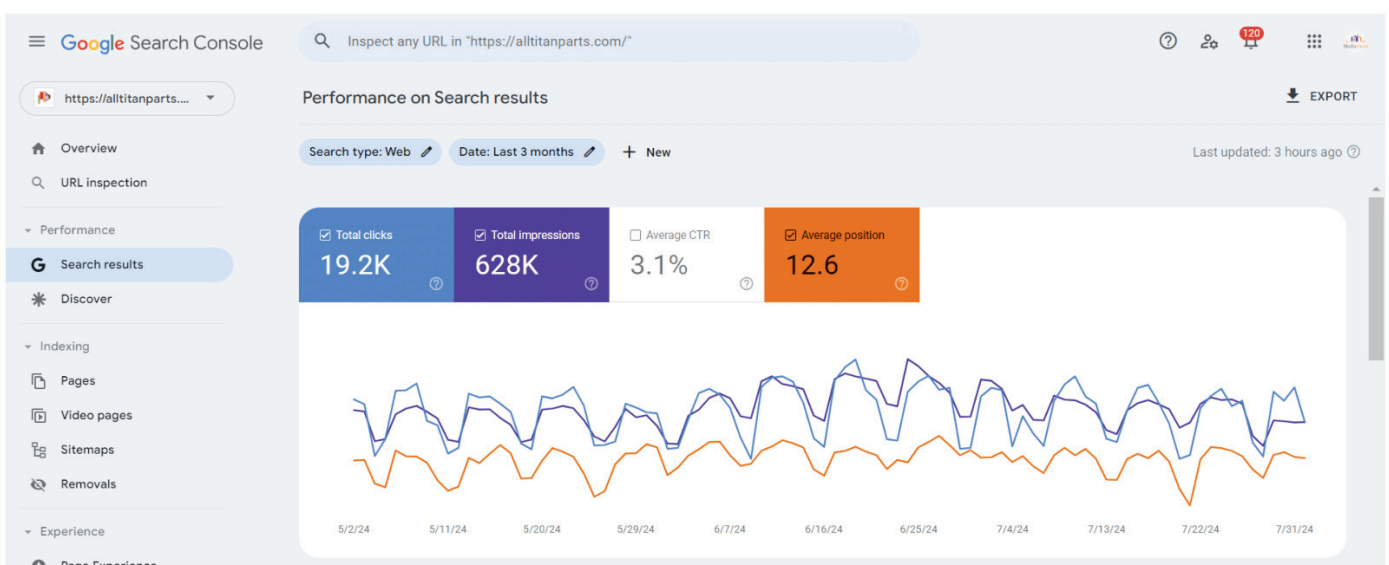 Google Search Console
Inspect any URL in "https://alltitanparts.com/"
120
https://alltitanparts....
Performance on Search results
EXPORT
Overview
Search type: Web
Date: Last 3 months
+ New
Last updated: 3 hours ago
URL inspection
Performance
Total clicks
Total impressions
Average CTR
Average position
19.2K
628K
3.1%
12.6
Search results
Discover
Indexing
Pages
Video pages
Sitemaps
Removals
5/2/24 5/11/24 5/20/24 5/29/24 6/7/24 6/16/24 6/25/24 7/4/24 7/13/24 7/22/24 7/31/24
Experience
Page Experience